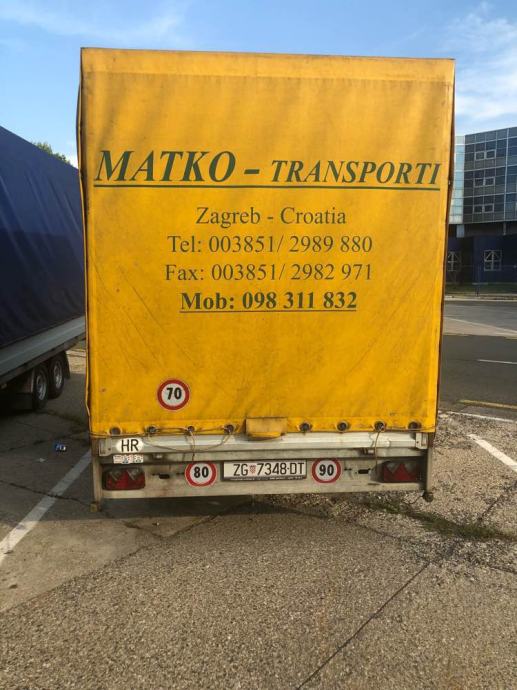 MATKO - TRANSPORTI
Zagreb - Croatia
Tel: 003851/ 2989 880
Fax: 003851/ 2982 971
Mob: 098 311 832
70
HR
80
ZG 7348-DT
90